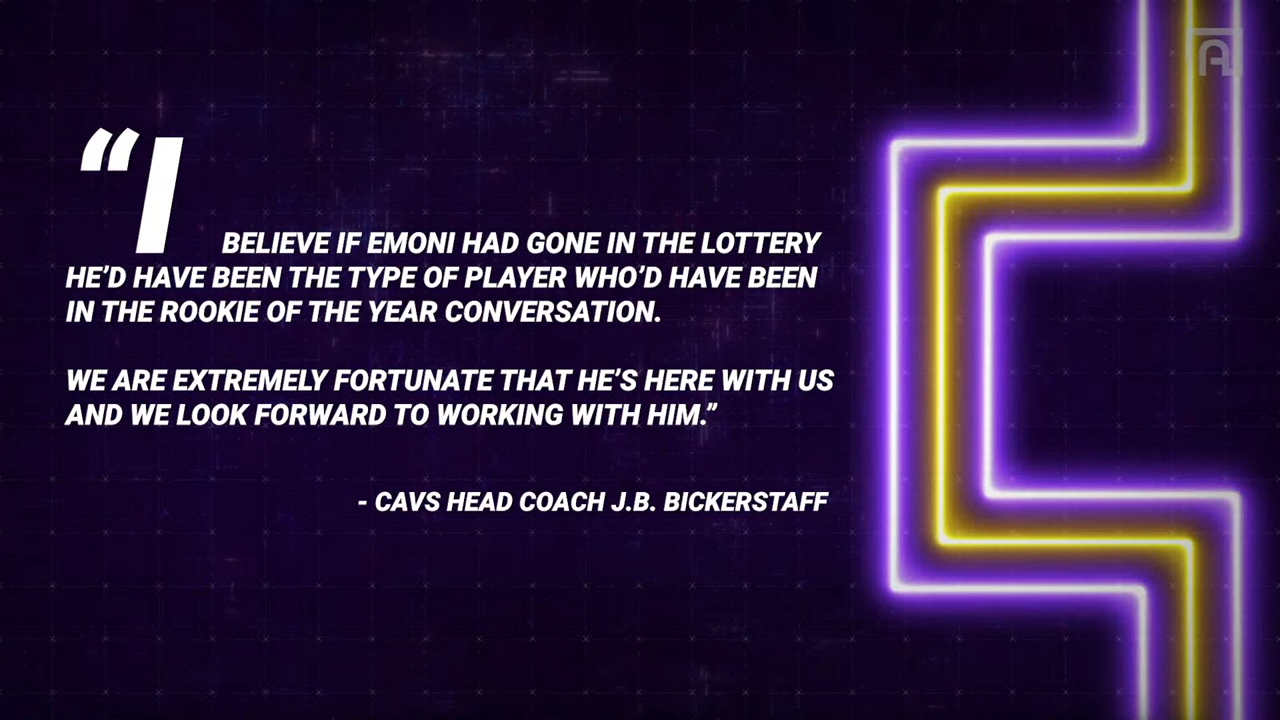 “I BELIEVE IF EMONI HAD GONE IN THE LOTTERY
HE’D HAVE BEEN THE TYPE OF PLAYER WHO’D HAVE BEEN
IN THE ROOKIE OF THE YEAR CONVERSATION.
WE ARE EXTREMELY FORTUNATE THAT HE’S HERE WITH US
AND WE LOOK FORWARD TO WORKING WITH HIM.”
- CAVS HEAD COACH J.B. BICKERSTAFF